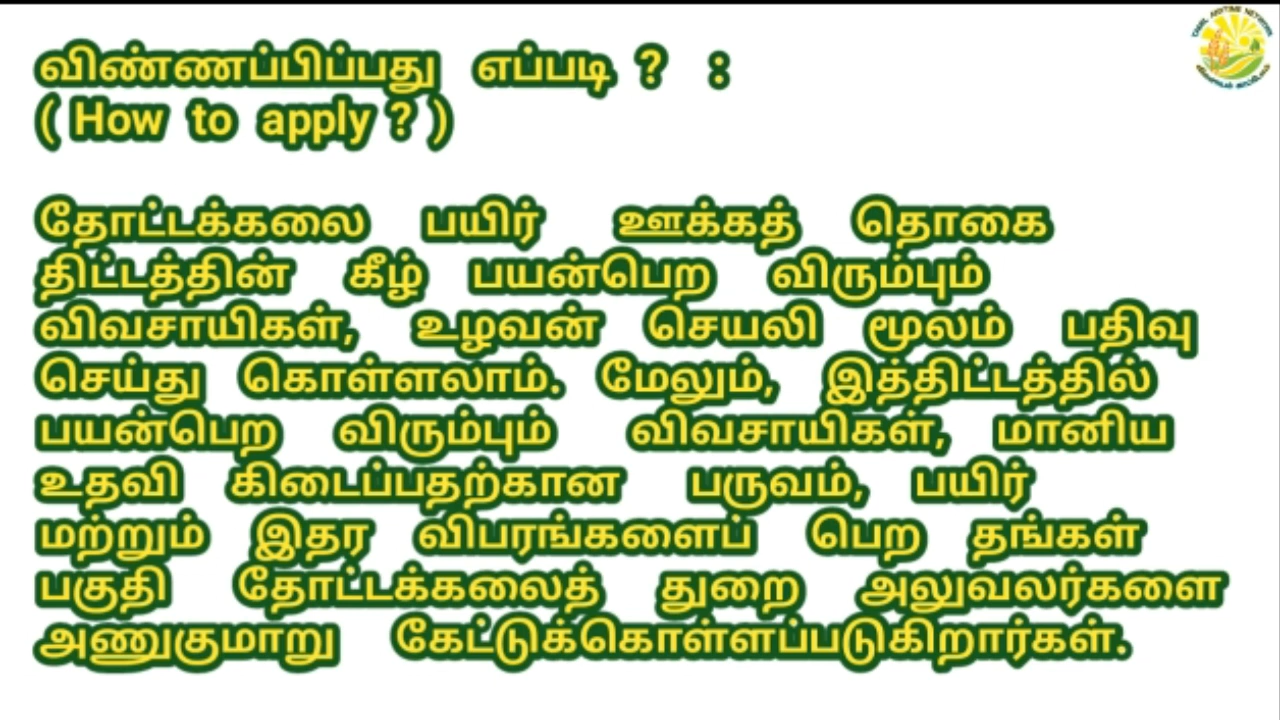 விண்ணப்பிப்பது எப்படி ? :
( How to apply ? )
தோட்டக்கலை பயிர் ஊக்கத் தொகை
திட்டத்தின் கீழ் பயன்பெற விரும்பும்
விவசாயிகள், உழவன் செயலி மூலம் பதிவு
செய்து கொள்ளலாம். மேலும், இத்திட்டத்தில்
பயன்பெற விரும்பும் விவசாயிகள், மானிய
உதவி கிடைப்பதற்கான பருவம், பயிர்
மற்றும் இதர விபரங்களைப் பெற தங்கள்
பகுதி தோட்டக்கலைத் துறை அலுவலர்களை
அணுகுமாறு கேட்டுக்கொள்ளப்படுகிறார்கள்.